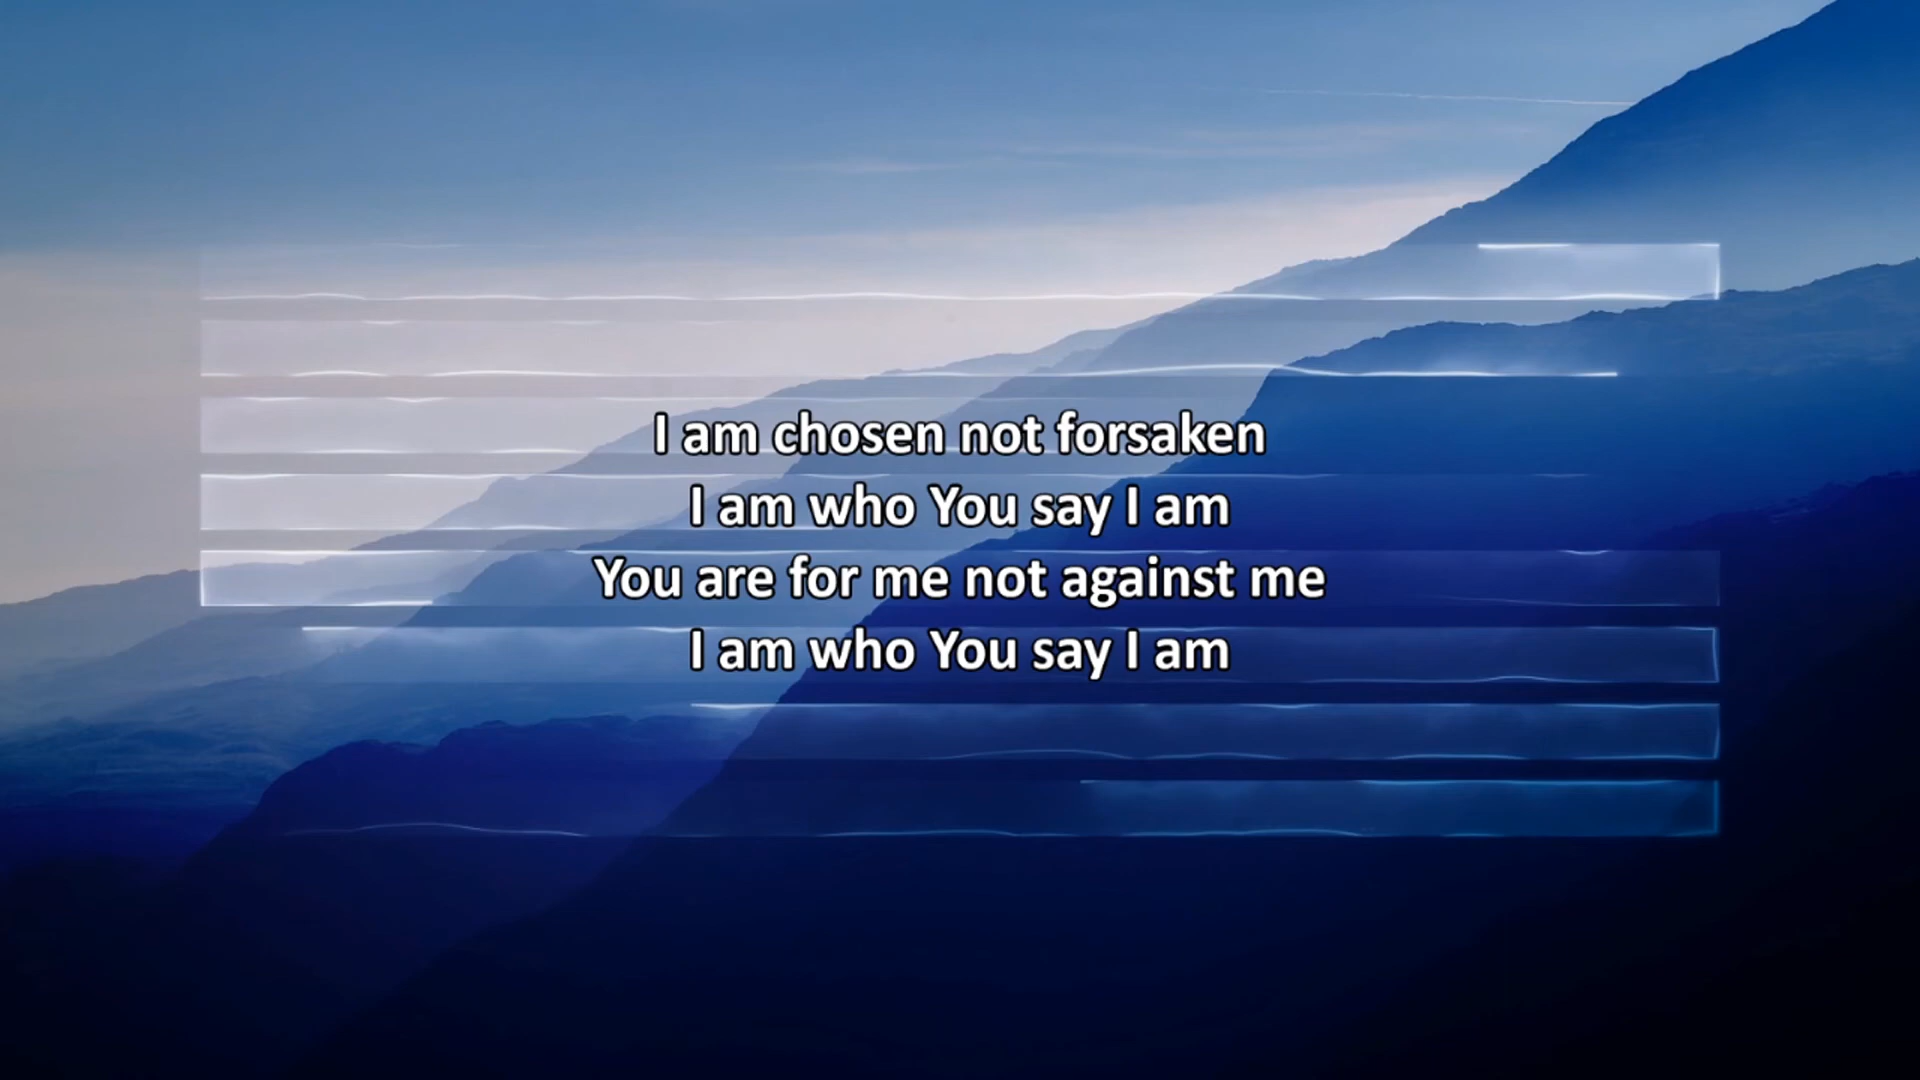 I am chosen not forsaken
I am who You say I am
You are for me not against me
I am who You say I am